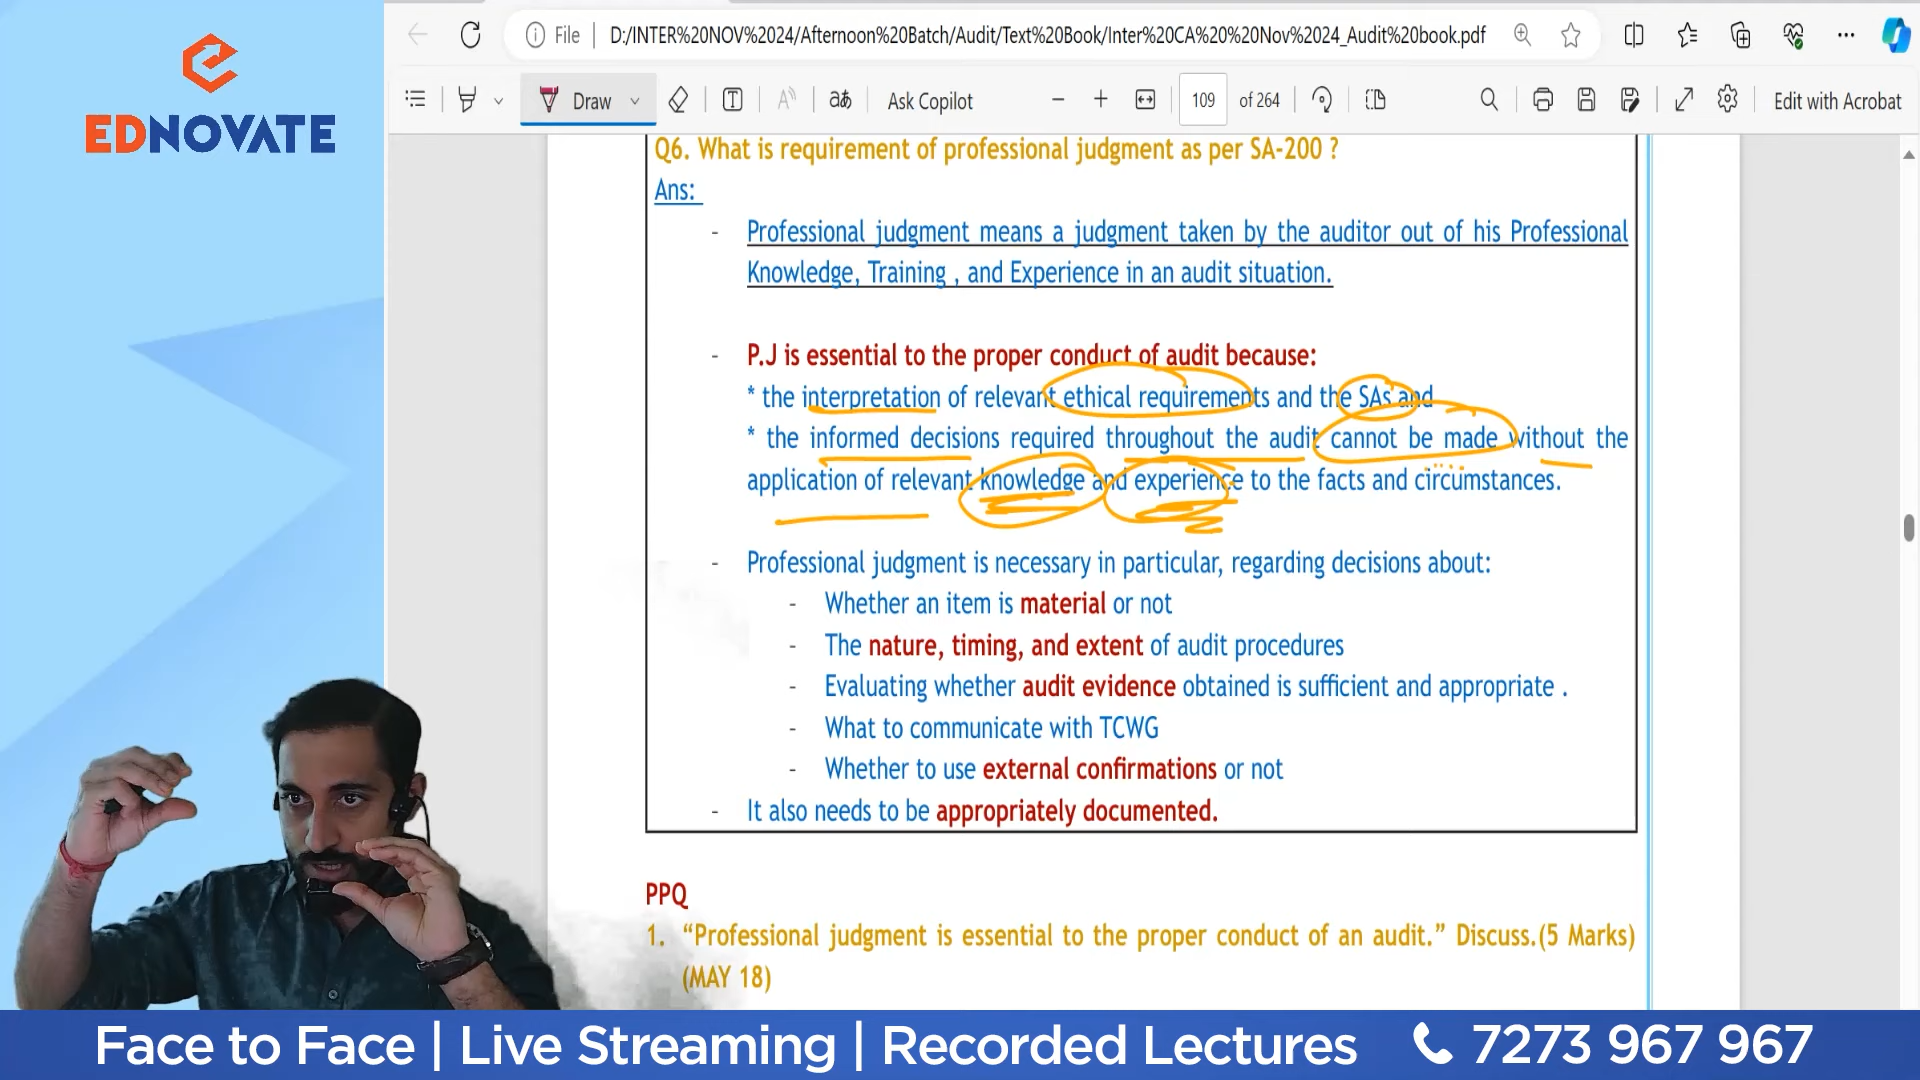 EDNOVATE
File D:/INTER%20NOV%2024/Afternoon%20Batch/Audit/Text%20Book/Inter%20CA%20%20Nov%2024_Audit%20book.pdf
Draw Ask Copilot 109 of 264 Edit with Acrobat
Q6. What is requirement of professional judgment as per SA-200 ?
Ans:
- Professional judgment means a judgment taken by the auditor out of his Professional
Knowledge, Training , and Experience in an audit situation.
- P.J is essential to the proper conduct of audit because:
* the interpretation of relevant ethical requirements and the SAs and
* the informed decisions required throughout the audit cannot be made without the
application of relevant knowledge and experience to the facts and circumstances.
- Professional judgment is necessary in particular, regarding decisions about:
- Whether an item is material or not
- The nature, timing, and extent of audit procedures
- Evaluating whether audit evidence obtained is sufficient and appropriate .
- What to communicate with TCWG
- Whether to use external confirmations or not
- It also needs to be appropriately documented.
PPQ
1. “Professional judgment is essential to the proper conduct of an audit.” Discuss.(5 Marks)
(MAY 18)
Face to Face | Live Streaming | Recorded Lectures 7273 967 967